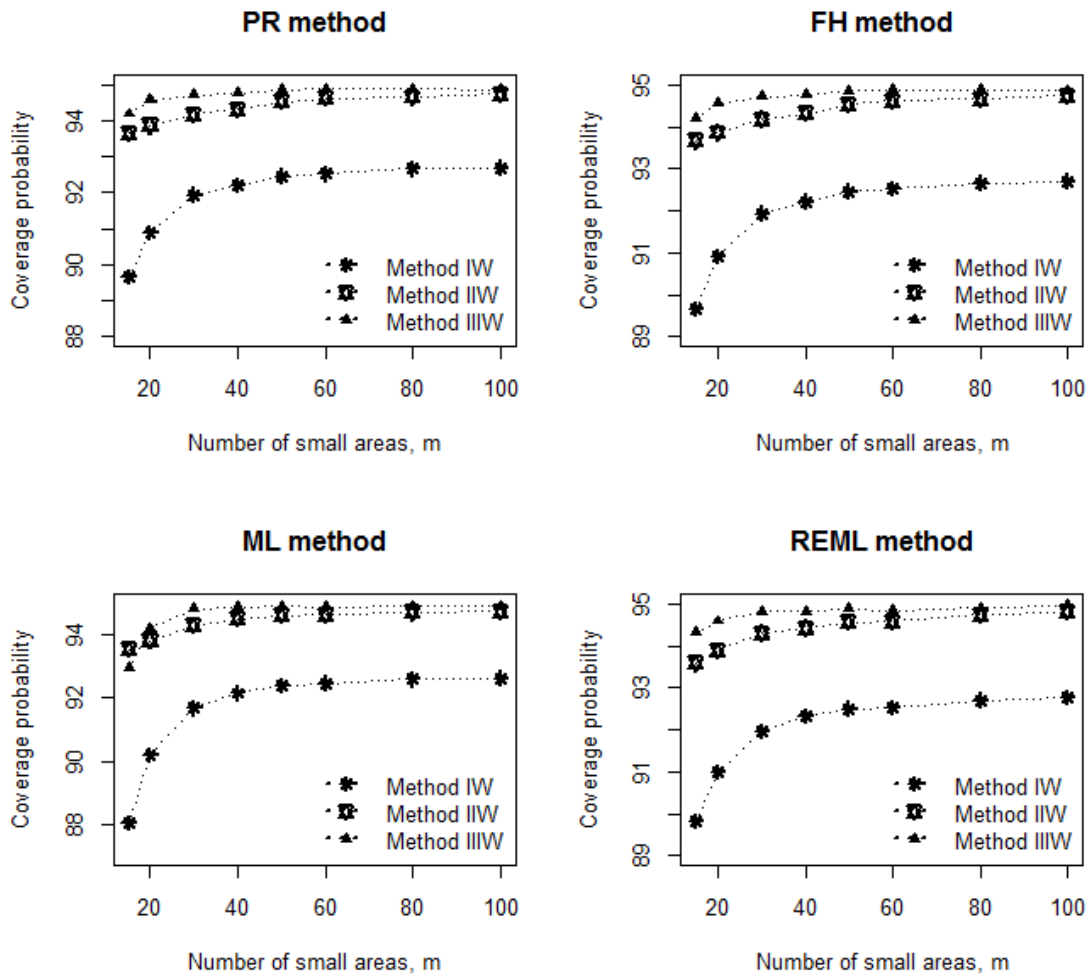 PR method
Coverage probability
94
92
90
88
Method IW
Method IIW
Method IIIW
20 40 60 80 100
Number of small areas, m
FH method
Coverage probability
95
93
91
89
Method IW
Method IIW
Method IIIW
20 40 60 80 100
Number of small areas, m
ML method
Coverage probability
94
92
90
88
Method IW
Method IIW
Method IIIW
20 40 60 80 100
Number of small areas, m
REML method
Coverage probability
95
93
91
89
Method IW
Method IIW
Method IIIW
20 40 60 80 100
Number of small areas, m